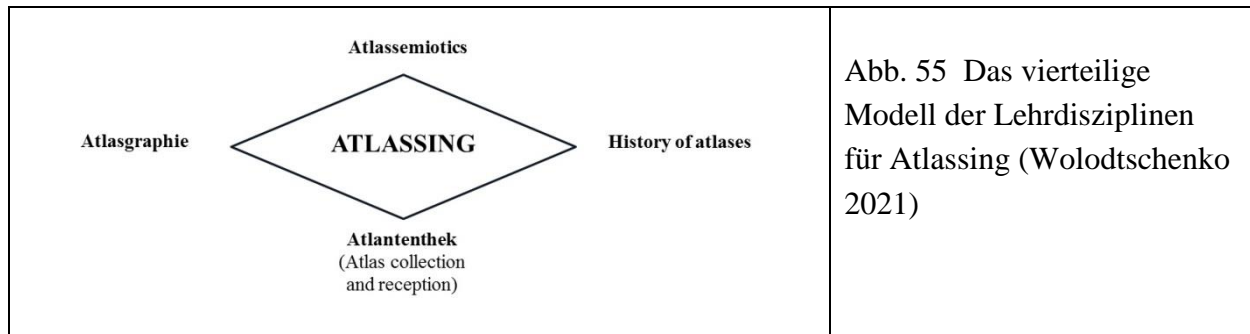 Atlassemiotics
Atlasgraphie
ATLASSING
History of atlases
Atlantenthek
(Atlas collection
and reception)
Abb. 55 Das vierteilige
Modell der Lehrdisziplinen
für Atlassing (Wolodtschenko
2021)